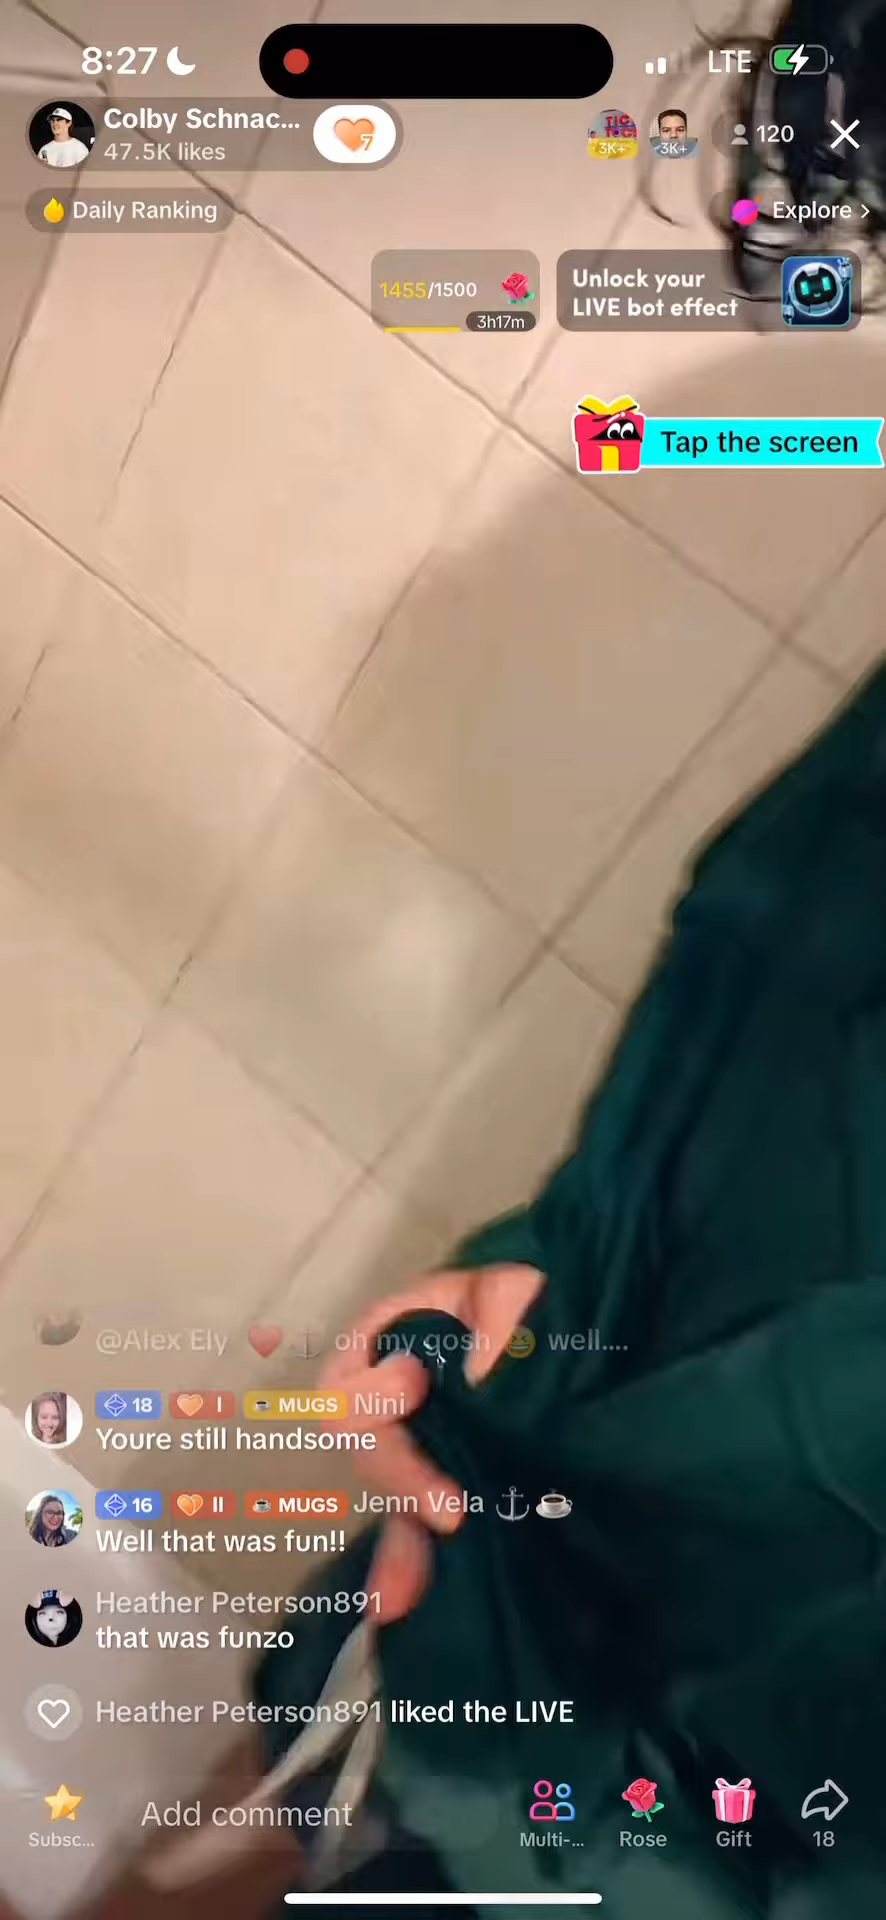 8:27
LTE
Colby Schnac...
47.5K likes
7
3K+
3K+
120
Daily Ranking
Explore >
1455/1500
3h17m
Unlock your
LIVE bot effect
Tap the screen
@Alex Ely ❤️ ⚓ oh my gosh 😆 well....
18 I MUGS Nini
Youre still handsome
16 II MUGS Jenn Vela ⚓☕
Well that was fun!!
Heather Peterson891
that was funzo
Heather Peterson891 liked the LIVE
Subsc...
Add comment
Multi-...
Rose
Gift
18